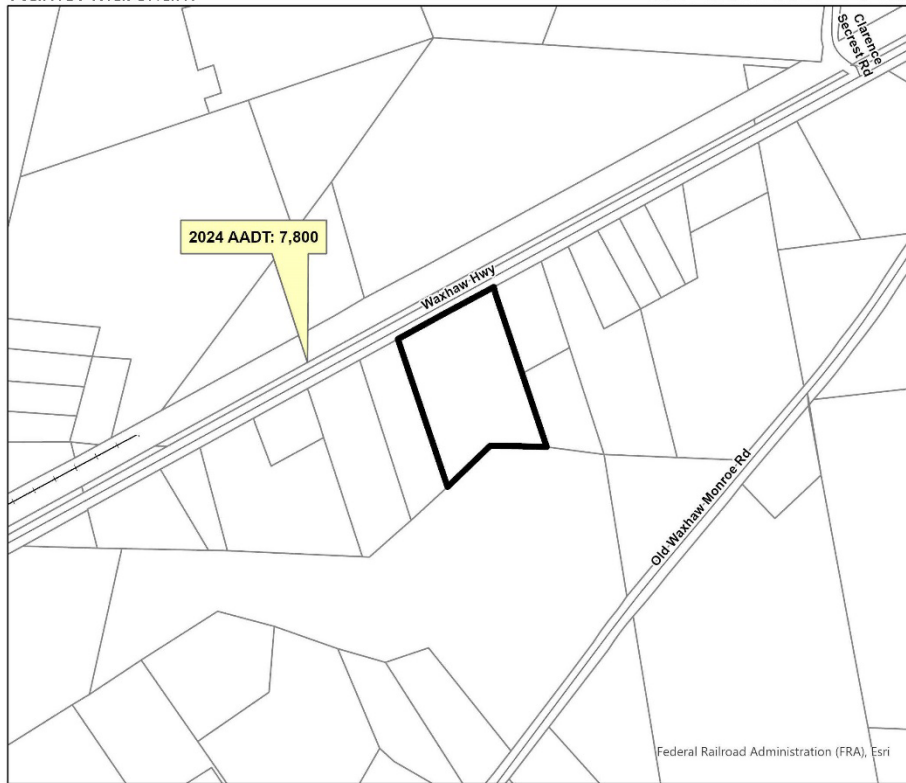 Clarence
Secrest Rd
2024 AADT: 7,800
Waxhaw Hwy
Old Waxhaw Monroe Rd
Federal Railroad Administration (FRA), Esri